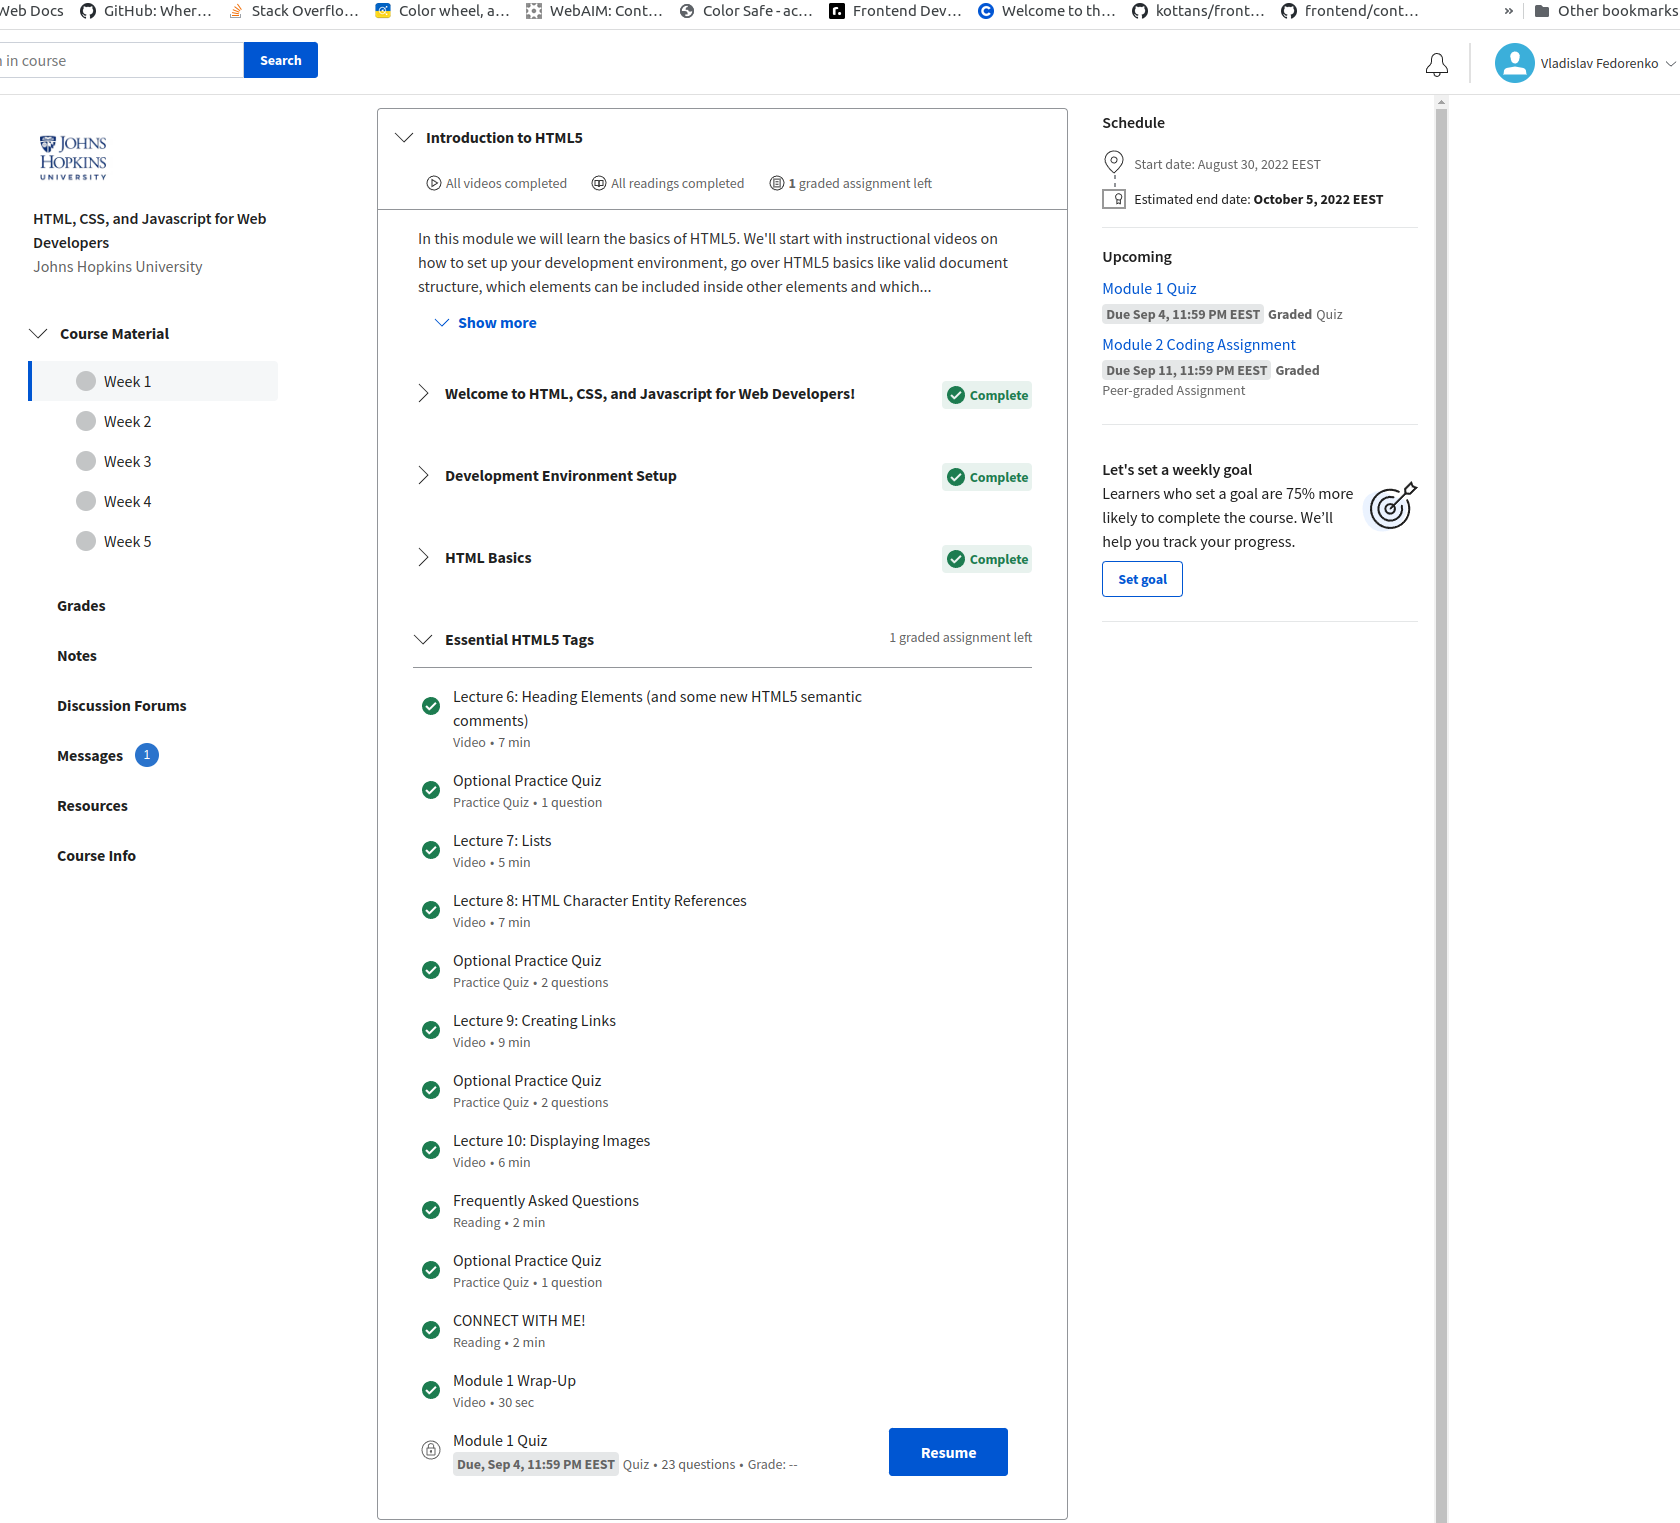 Web Docs
GitHub: Wher…
Stack Overflo…
Color wheel, a…
WebAIM: Cont…
Color Safe - ac…
Frontend Dev…
Welcome to th…
kottans/front…
frontend/cont…
»
Other bookmarks
in course
Search
Vladislav Fedorenko
JOHNS
HOPKINS
UNIVERSITY
HTML, CSS, and Javascript for Web
Developers
Johns Hopkins University
Course Material
Week 1
Week 2
Week 3
Week 4
Week 5
Grades
Notes
Discussion Forums
Messages 1
Resources
Course Info
Introduction to HTML5
All videos completed
All readings completed
1 graded assignment left
In this module we will learn the basics of HTML5. We'll start with instructional videos on
how to set up your development environment, go over HTML5 basics like valid document
structure, which elements can be included inside other elements and which...
Show more
Welcome to HTML, CSS, and Javascript for Web Developers!
Complete
Development Environment Setup
Complete
HTML Basics
Complete
Essential HTML5 Tags
1 graded assignment left
Lecture 6: Heading Elements (and some new HTML5 semantic
comments)
Video • 7 min
Optional Practice Quiz
Practice Quiz • 1 question
Lecture 7: Lists
Video • 5 min
Lecture 8: HTML Character Entity References
Video • 7 min
Optional Practice Quiz
Practice Quiz • 2 questions
Lecture 9: Creating Links
Video • 9 min
Optional Practice Quiz
Practice Quiz • 2 questions
Lecture 10: Displaying Images
Video • 6 min
Frequently Asked Questions
Reading • 2 min
Optional Practice Quiz
Practice Quiz • 1 question
CONNECT WITH ME!
Reading • 2 min
Module 1 Wrap-Up
Video • 30 sec
Module 1 Quiz
Due, Sep 4, 11:59 PM EEST Quiz • 23 questions • Grade: --
Resume
Schedule
Start date: August 30, 2022 EEST
Estimated end date: October 5, 2022 EEST
Upcoming
Module 1 Quiz
Due Sep 4, 11:59 PM EEST Graded Quiz
Module 2 Coding Assignment
Due Sep 11, 11:59 PM EEST Graded
Peer-graded Assignment
Let's set a weekly goal
Learners who set a goal are 75% more
likely to complete the course. We’ll
help you track your progress.
Set goal